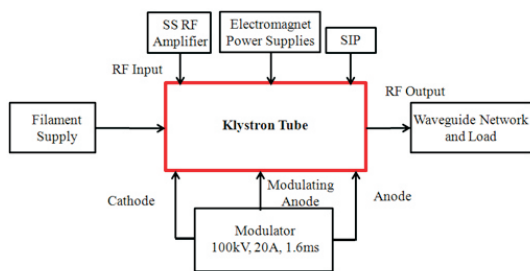 SS RF
Amplifier
Electromagnet
Power Supplies
SIP
RF Input
RF Output
Filament
Supply
Klystron Tube
Waveguide Network
and Load
Cathode
Modulating
Anode
Anode
Modulator
100kV, 20A, 1.6ms